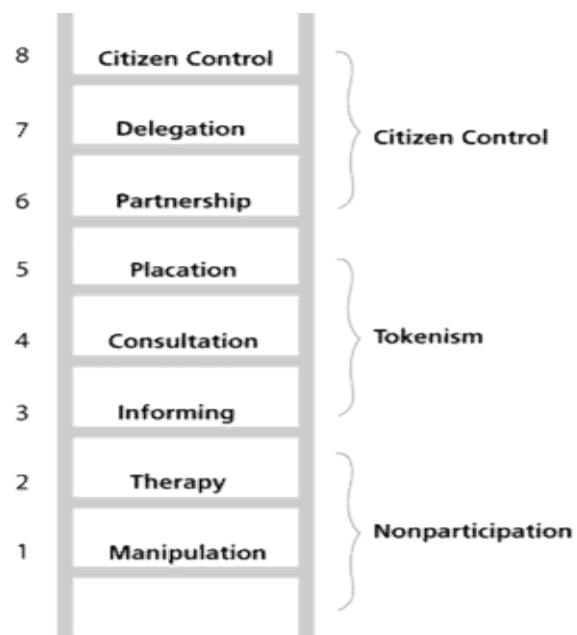 8 Citizen Control
7 Delegation
Citizen Control
6 Partnership
5 Placation
4 Consultation
Tokenism
3 Informing
2 Therapy
Nonparticipation
1 Manipulation